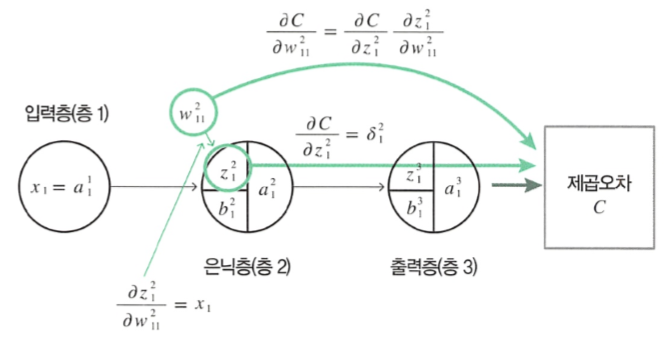 ∂C/∂w²₁₁ = ∂C/∂z²₁ ∂z²₁/∂w²₁₁
입력층(층 1)
w²₁₁
∂C/∂z²₁ = δ²₁
x₁ = a¹₁
z²₁
a²₁
b²₁
z³₁
a³₁
b³₁
제곱오차
C
은닉층(층 2)
출력층(층 3)
∂z²₁/∂w²₁₁ = x₁